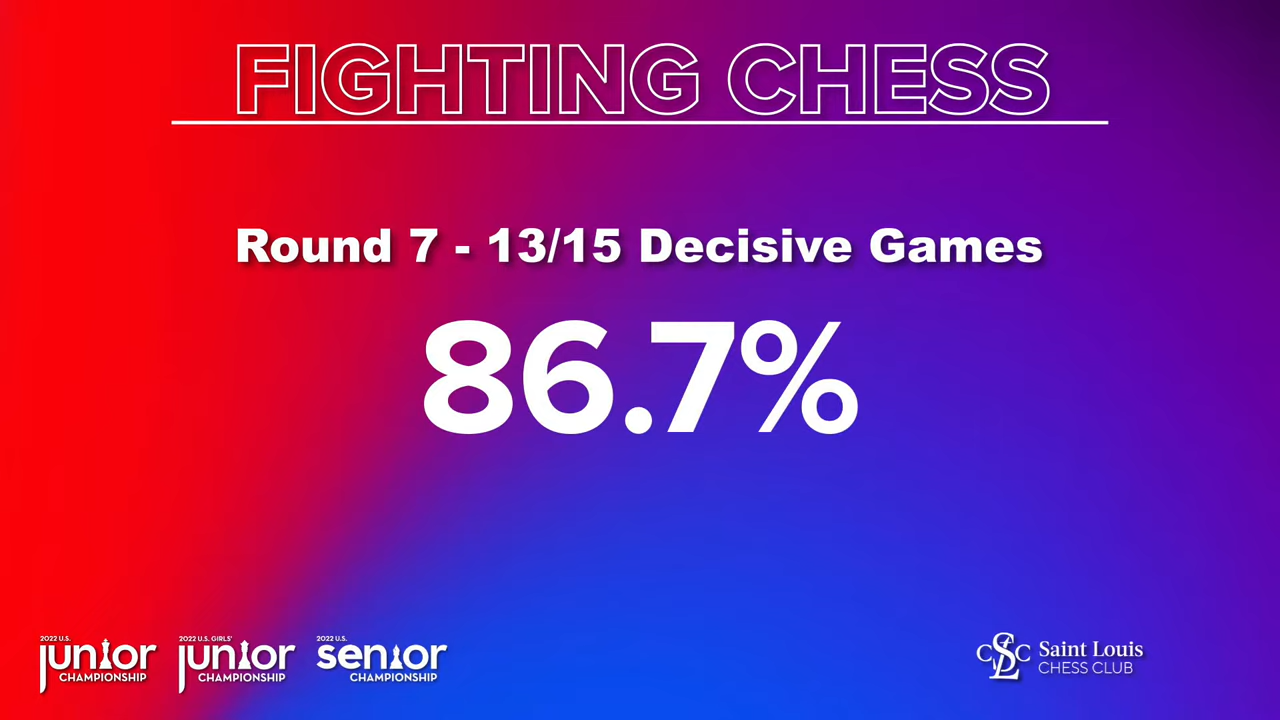 FIGHTING CHESS
Round 7 - 13/15 Decisive Games
86.7%
2022 U.S.
junior
CHAMPIONSHIP
2022 U.S. GIRLS'
junior
CHAMPIONSHIP
2022 U.S.
senior
CHAMPIONSHIP
CSLC
Saint Louis
CHESS CLUB